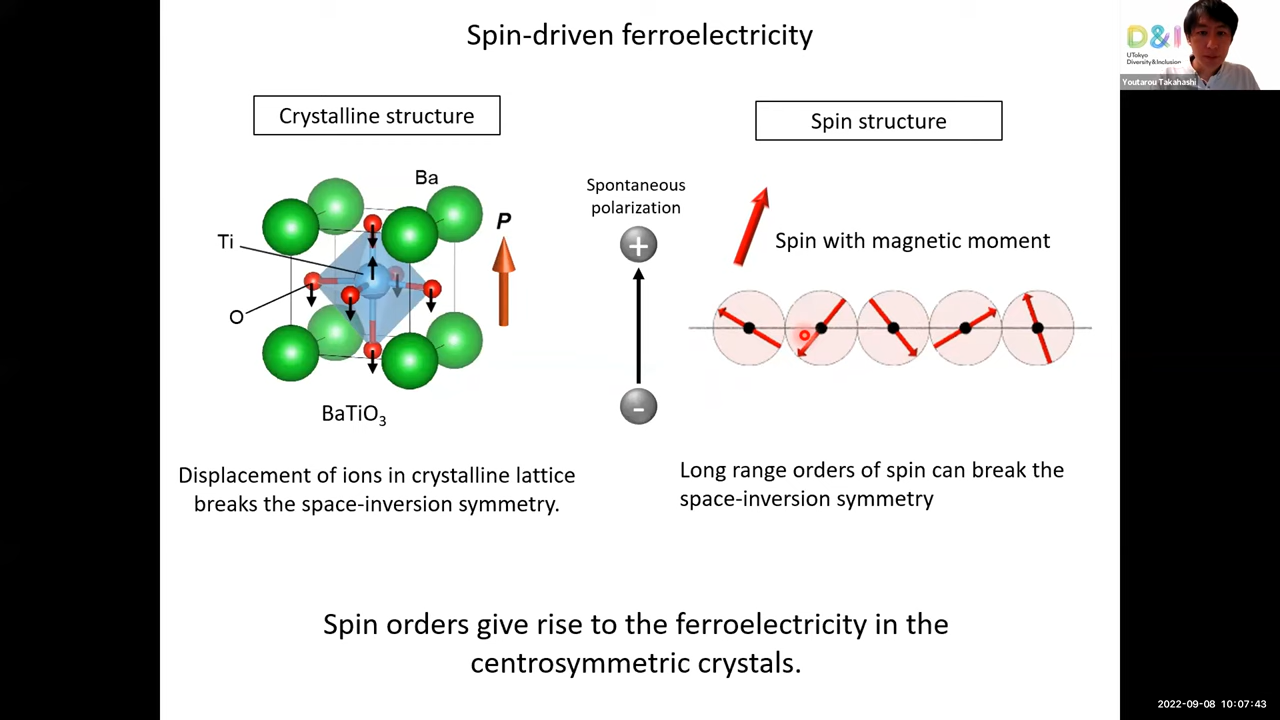 Spin-driven ferroelectricity
D&I
UTokyo
Diversity&Inclusion
Youtarou Takahashi
Crystalline structure
Spin structure
Ba
Ti
O
P
BaTiO3
Spontaneous
polarization
+
-
Spin with magnetic moment
Displacement of ions in crystalline lattice
breaks the space-inversion symmetry.
Long range orders of spin can break the
space-inversion symmetry
Spin orders give rise to the ferroelectricity in the
centrosymmetric crystals.
2022-09-08 10:07:43